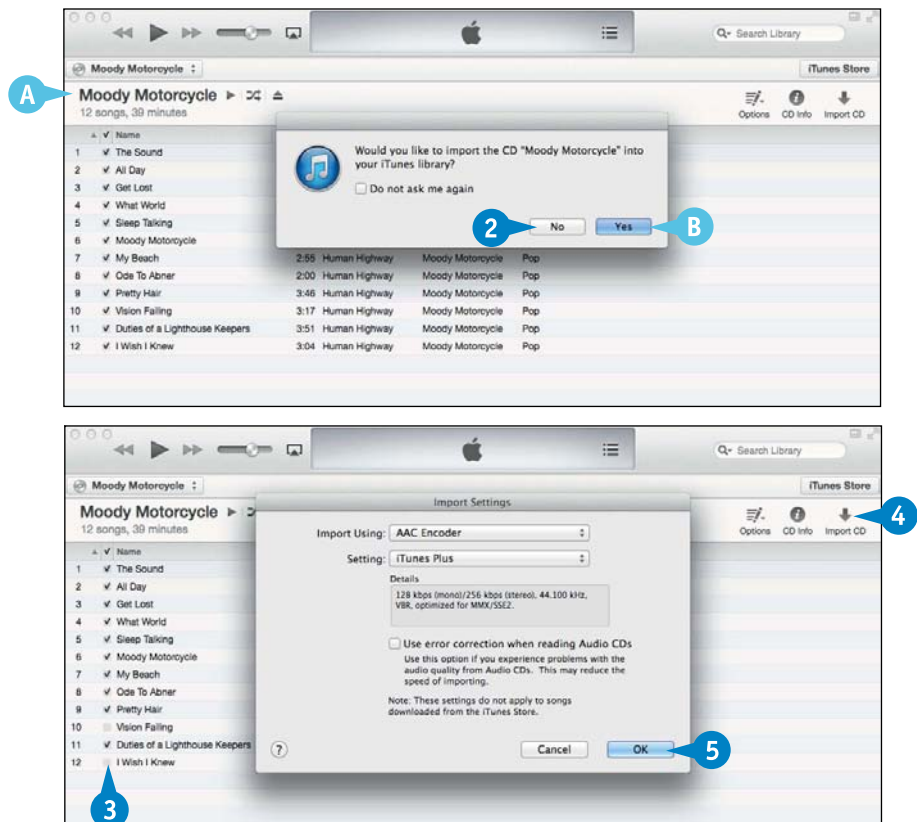 Search Library
Moody Motorcycle
iTunes Store
A
Moody Motorcycle
12 songs, 39 minutes
Options
CD Info
Import CD
Name
Would you like to import the CD "Moody Motorcycle" into
your iTunes library?
Do not ask me again
2
No
Yes
B
1 The Sound
2 All Day
3 Get Lost
4 What World
5 Sleep Talking
6 Moody Motorcycle
7 My Beach 2:55 Human Highway Moody Motorcycle Pop
8 Ode To Abner 2:00 Human Highway Moody Motorcycle Pop
9 Pretty Hair 3:46 Human Highway Moody Motorcycle Pop
10 Vision Failing 3:17 Human Highway Moody Motorcycle Pop
11 Duties of a Lighthouse Keepers 3:51 Human Highway Moody Motorcycle Pop
12 I Wish I Knew 3:04 Human Highway Moody Motorcycle Pop
Search Library
Moody Motorcycle
iTunes Store
Moody Motorcycle
12 songs, 39 minutes
Options
CD Info
Import CD
4
Name
1 The Sound
2 All Day
3 Get Lost
4 What World
5 Sleep Talking
6 Moody Motorcycle
7 My Beach
8 Ode To Abner
9 Pretty Hair
10 Vision Failing
11 Duties of a Lighthouse Keepers
12 I Wish I Knew
3
Import Settings
Import Using: AAC Encoder
Setting: iTunes Plus
Details
128 kbps (mono)/256 kbps (stereo), 44.100 kHz,
VBR, optimized for MMX/SSE2.
Use error correction when reading Audio CDs
Use this option if you experience problems with the
audio quality from Audio CDs. This may reduce the
speed of importing.
Note: These settings do not apply to songs
downloaded from the iTunes Store.
?
Cancel
OK
5